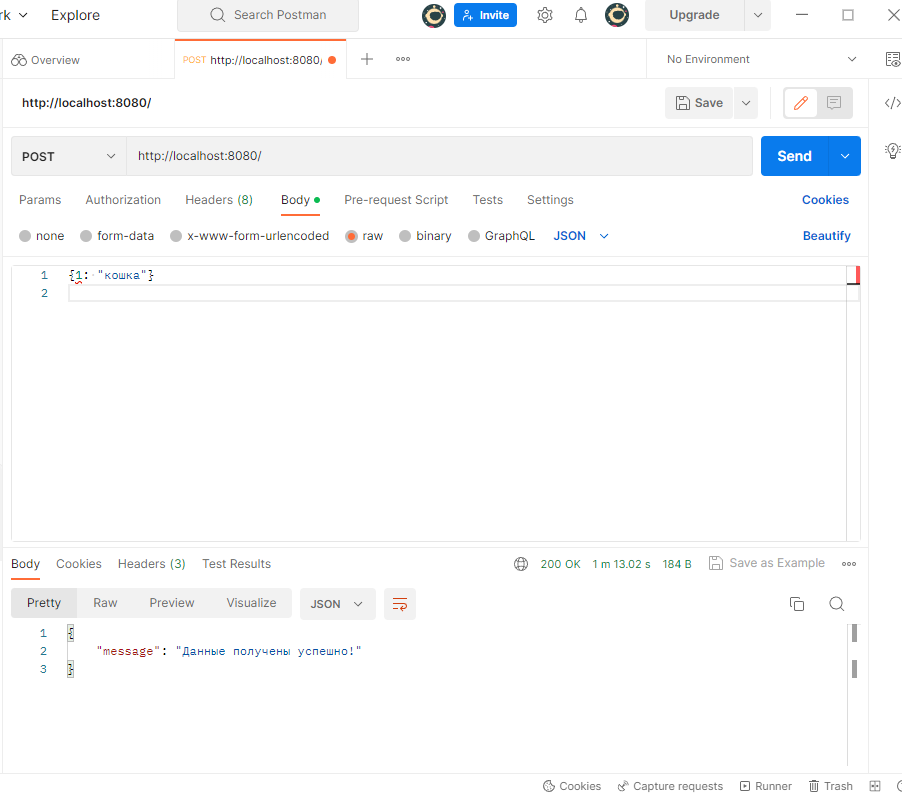 rk Explore Search Postman Invite Upgrade
Overview POST http://localhost:8080/ No Environment
http://localhost:8080/ Save
POST http://localhost:8080/ Send
Params Authorization Headers (8) Body Pre-request Script Tests Settings Cookies
none form-data x-www-form-urlencoded raw binary GraphQL JSON Beautify
1 {1: "кошка"}
2
Body Cookies Headers (3) Test Results 200 OK 1 m 13.02 s 184 B Save as Example
Pretty Raw Preview Visualize JSON
1 {
2 "message": "Данные получены успешно!"
3 }
Cookies Capture requests Runner Trash